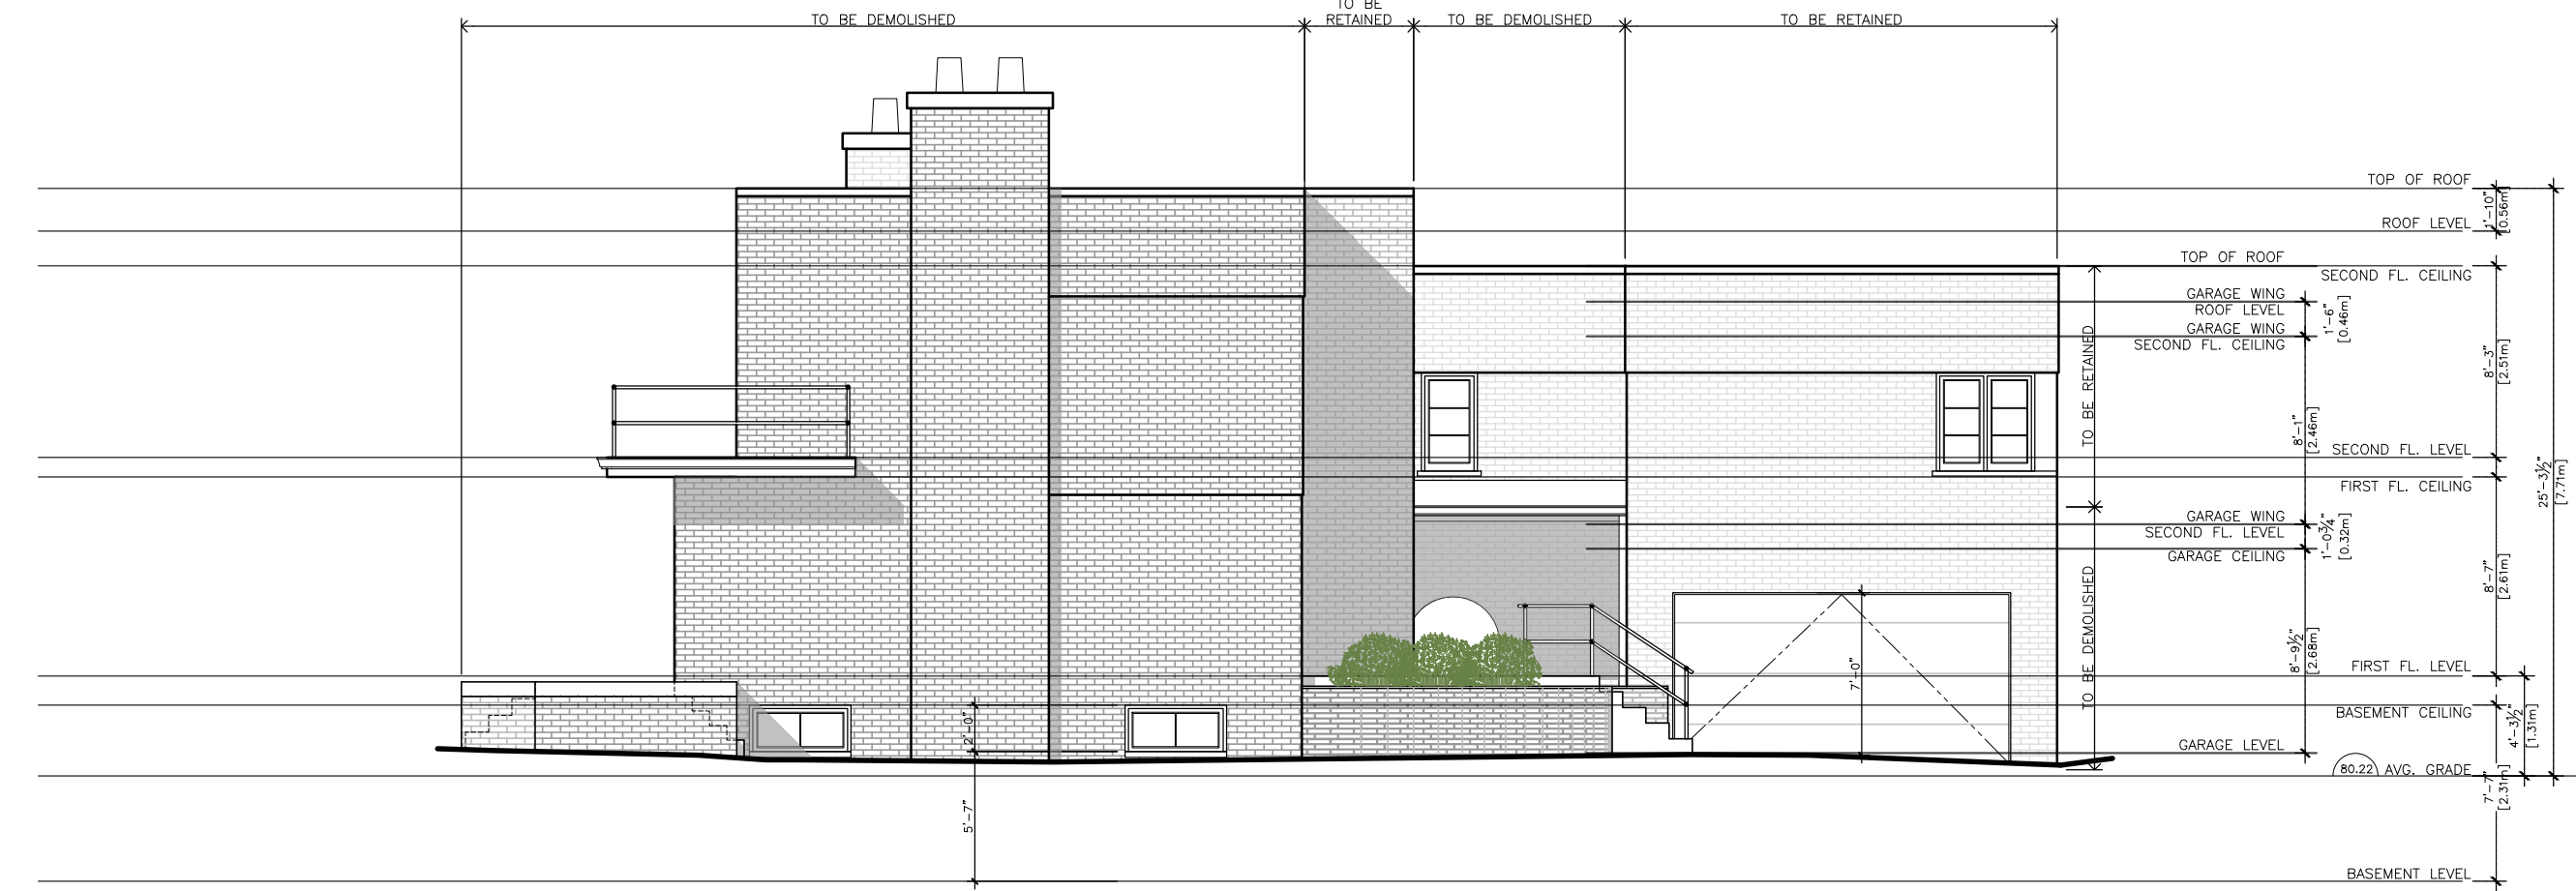 TO BE DEMOLISHED
TO BE
RETAINED
TO BE DEMOLISHED
TO BE RETAINED
TOP OF ROOF
1'-10"
[0.56m]
ROOF LEVEL
TOP OF ROOF
SECOND FL. CEILING
GARAGE WING
ROOF LEVEL
1'-6"
[0.46m]
GARAGE WING
SECOND FL. CEILING
TO BE RETAINED
8'-3"
[2.51m]
8'-1"
[2.46m]
SECOND FL. LEVEL
FIRST FL. CEILING
25'-3½"
[7.71m]
GARAGE WING
SECOND FL. LEVEL
1'-0¾"
[0.32m]
GARAGE CEILING
8'-7"
[2.61m]
TO BE DEMOLISHED
8'-9½"
[2.68m]
7'-0"
FIRST FL. LEVEL
BASEMENT CEILING
4'-3½"
[1.31m]
2'-0"
GARAGE LEVEL
80.22 AVG. GRADE
7'-7"
[2.31m]
5'-7"
BASEMENT LEVEL